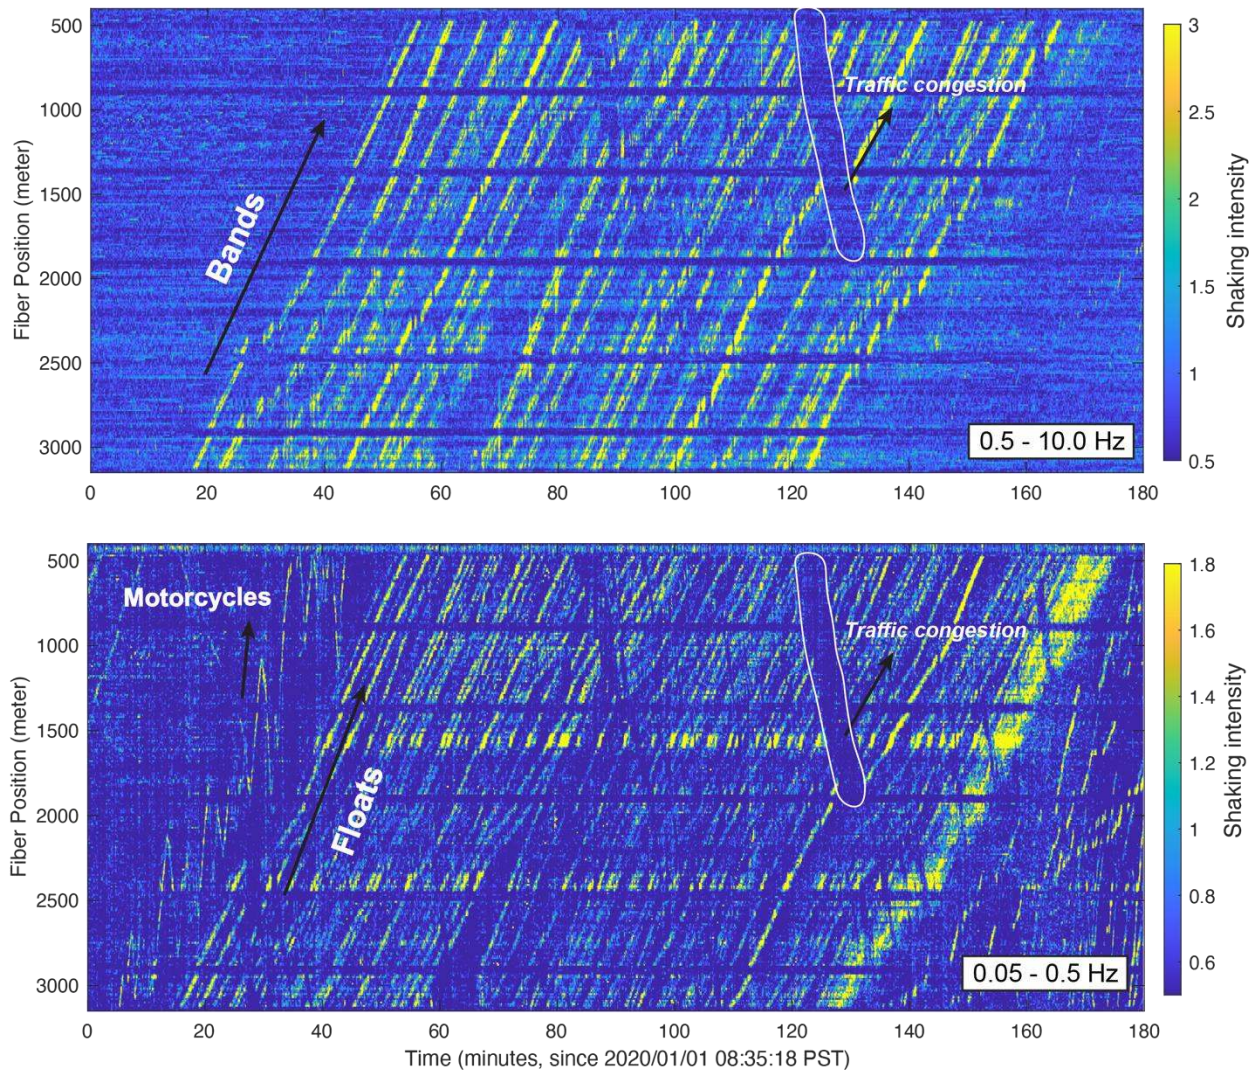 500
1000
1500
2000
2500
3000
Fiber Position (meter)
Bands
Traffic congestion
0.5 - 10.0 Hz
0 20 40 60 80 100 120 140 160 180
3
2.5
2
1.5
1
0.5
Shaking intensity
500
1000
1500
2000
2500
3000
Fiber Position (meter)
Motorcycles
Floats
Traffic congestion
0.05 - 0.5 Hz
0 20 40 60 80 100 120 140 160 180
Time (minutes, since 2020/01/01 08:35:18 PST)
1.8
1.6
1.4
1.2
1
0.8
0.6
Shaking intensity